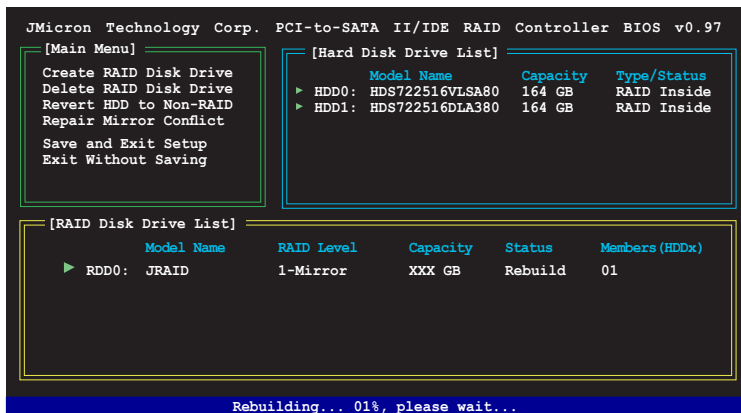 JMicron Technology Corp. PCI-to-SATA II/IDE RAID Controller BIOS v0.97
[Main Menu]
Create RAID Disk Drive
Delete RAID Disk Drive
Revert HDD to Non-RAID
Repair Mirror Conflict
Save and Exit Setup
Exit Without Saving
[Hard Disk Drive List]
Model Name Capacity Type/Status
HDD0: HDS722516VLSA80 164 GB RAID Inside
HDD1: HDS722516DLA380 164 GB RAID Inside
[RAID Disk Drive List]
Model Name RAID Level Capacity Status Members(HDDx)
RDD0: JRAID 1-Mirror XXX GB Rebuild 01
Rebuilding... 01%, please wait...